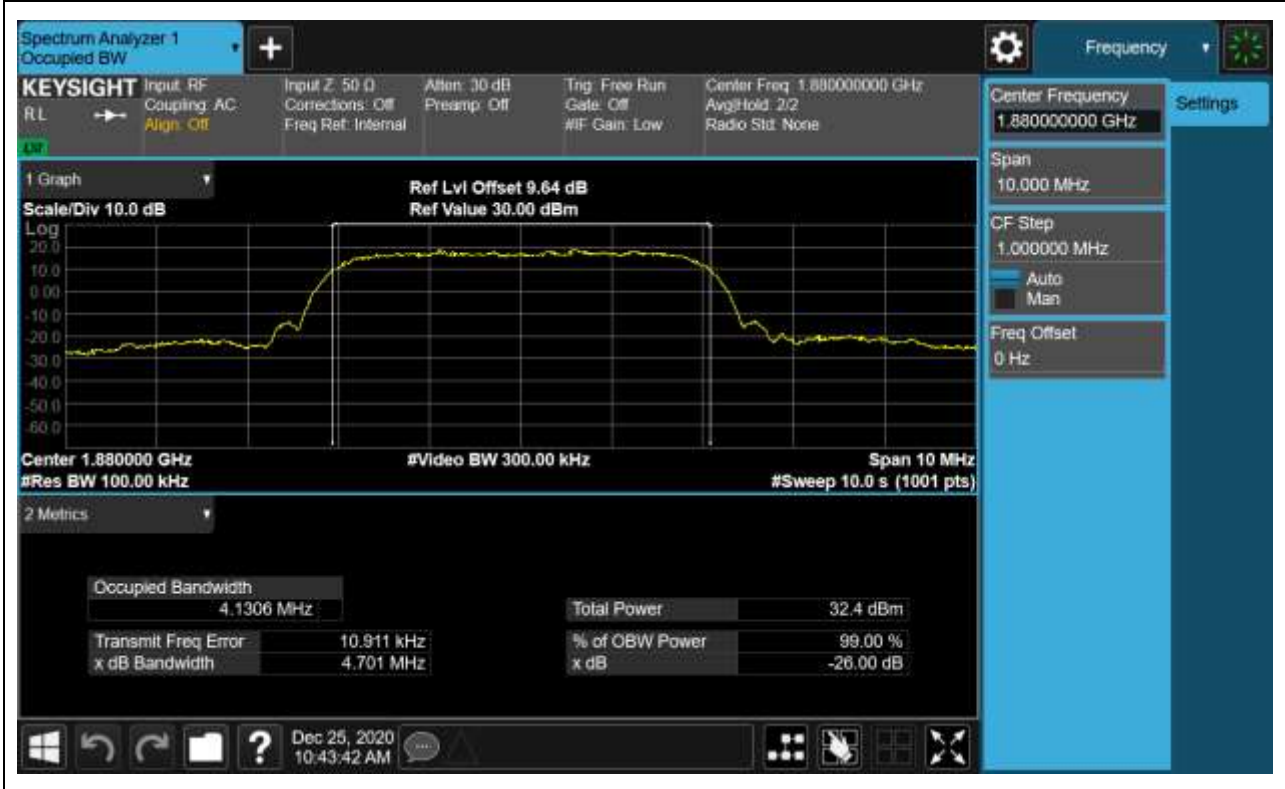 Spectrum Analyzer 1
Occupied BW
Frequency
KEYSIGHT
RL
Input: RF
Coupling: AC
Align: Off
Input Z: 50 Ω
Corrections: Off
Freq Ref: Internal
Atten: 30 dB
Preamp: Off
Trig: Free Run
Gate: Off
#IF Gain: Low
Center Freq: 1.880000000 GHz
Avg|Hold: 2/2
Radio Std: None
1 Graph
Scale/Div 10.0 dB
Ref Lvl Offset 9.64 dB
Ref Value 30.00 dBm
Log
20.0
10.0
0.00
-10.0
-20.0
-30.0
-40.0
-50.0
-60.0
Center 1.880000 GHz
#Res BW 100.00 kHz
#Video BW 300.00 kHz
Span 10 MHz
#Sweep 10.0 s (1001 pts)
2 Metrics
Occupied Bandwidth
4.1306 MHz
Transmit Freq Error 10.911 kHz
x dB Bandwidth 4.701 MHz
Total Power 32.4 dBm
% of OBW Power 99.00 %
x dB -26.00 dB
Dec 25, 2020
10:43:42 AM
Center Frequency
1.880000000 GHz
Span
10.000 MHz
CF Step
1.000000 MHz
Auto
Man
Freq Offset
0 Hz
Settings